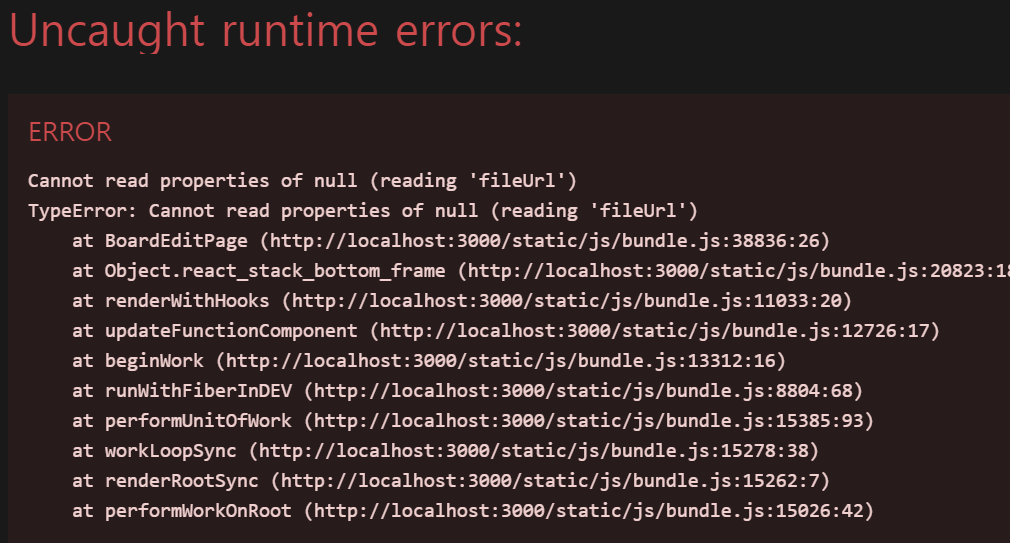 Uncaught runtime errors:
ERROR
Cannot read properties of null (reading 'fileUrl')
TypeError: Cannot read properties of null (reading 'fileUrl')
at BoardEditPage (http://localhost:3000/static/js/bundle.js:38836:26)
at Object.react_stack_bottom_frame (http://localhost:3000/static/js/bundle.js:20823:18
at renderWithHooks (http://localhost:3000/static/js/bundle.js:11033:20)
at updateFunctionComponent (http://localhost:3000/static/js/bundle.js:12726:17)
at beginWork (http://localhost:3000/static/js/bundle.js:13312:16)
at runWithFiberInDEV (http://localhost:3000/static/js/bundle.js:8804:68)
at performUnitOfWork (http://localhost:3000/static/js/bundle.js:15385:93)
at workLoopSync (http://localhost:3000/static/js/bundle.js:15278:38)
at renderRootSync (http://localhost:3000/static/js/bundle.js:15262:7)
at performWorkOnRoot (http://localhost:3000/static/js/bundle.js:15026:42)